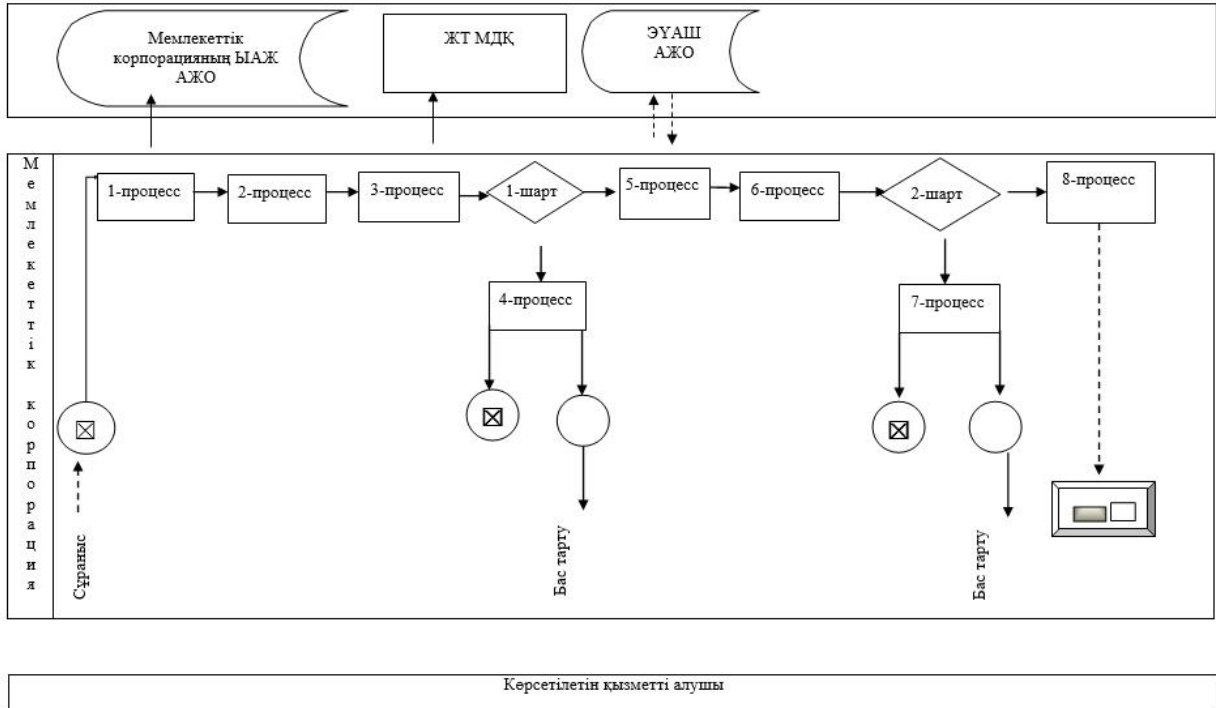 Мемлекеттік
корпорацияның ЫАЖ
АЖО
ЖТ МДҚ
ЭҮАШ
АЖО
Мемлекеттік корпорация
1-процесс
2-процесс
3-процесс
1-шарт
5-процесс
6-процесс
2-шарт
8-процесс
4-процесс
7-процесс
Сұраныс
Бас тарту
Бас тарту
Көрсетілетін қызметті алушы